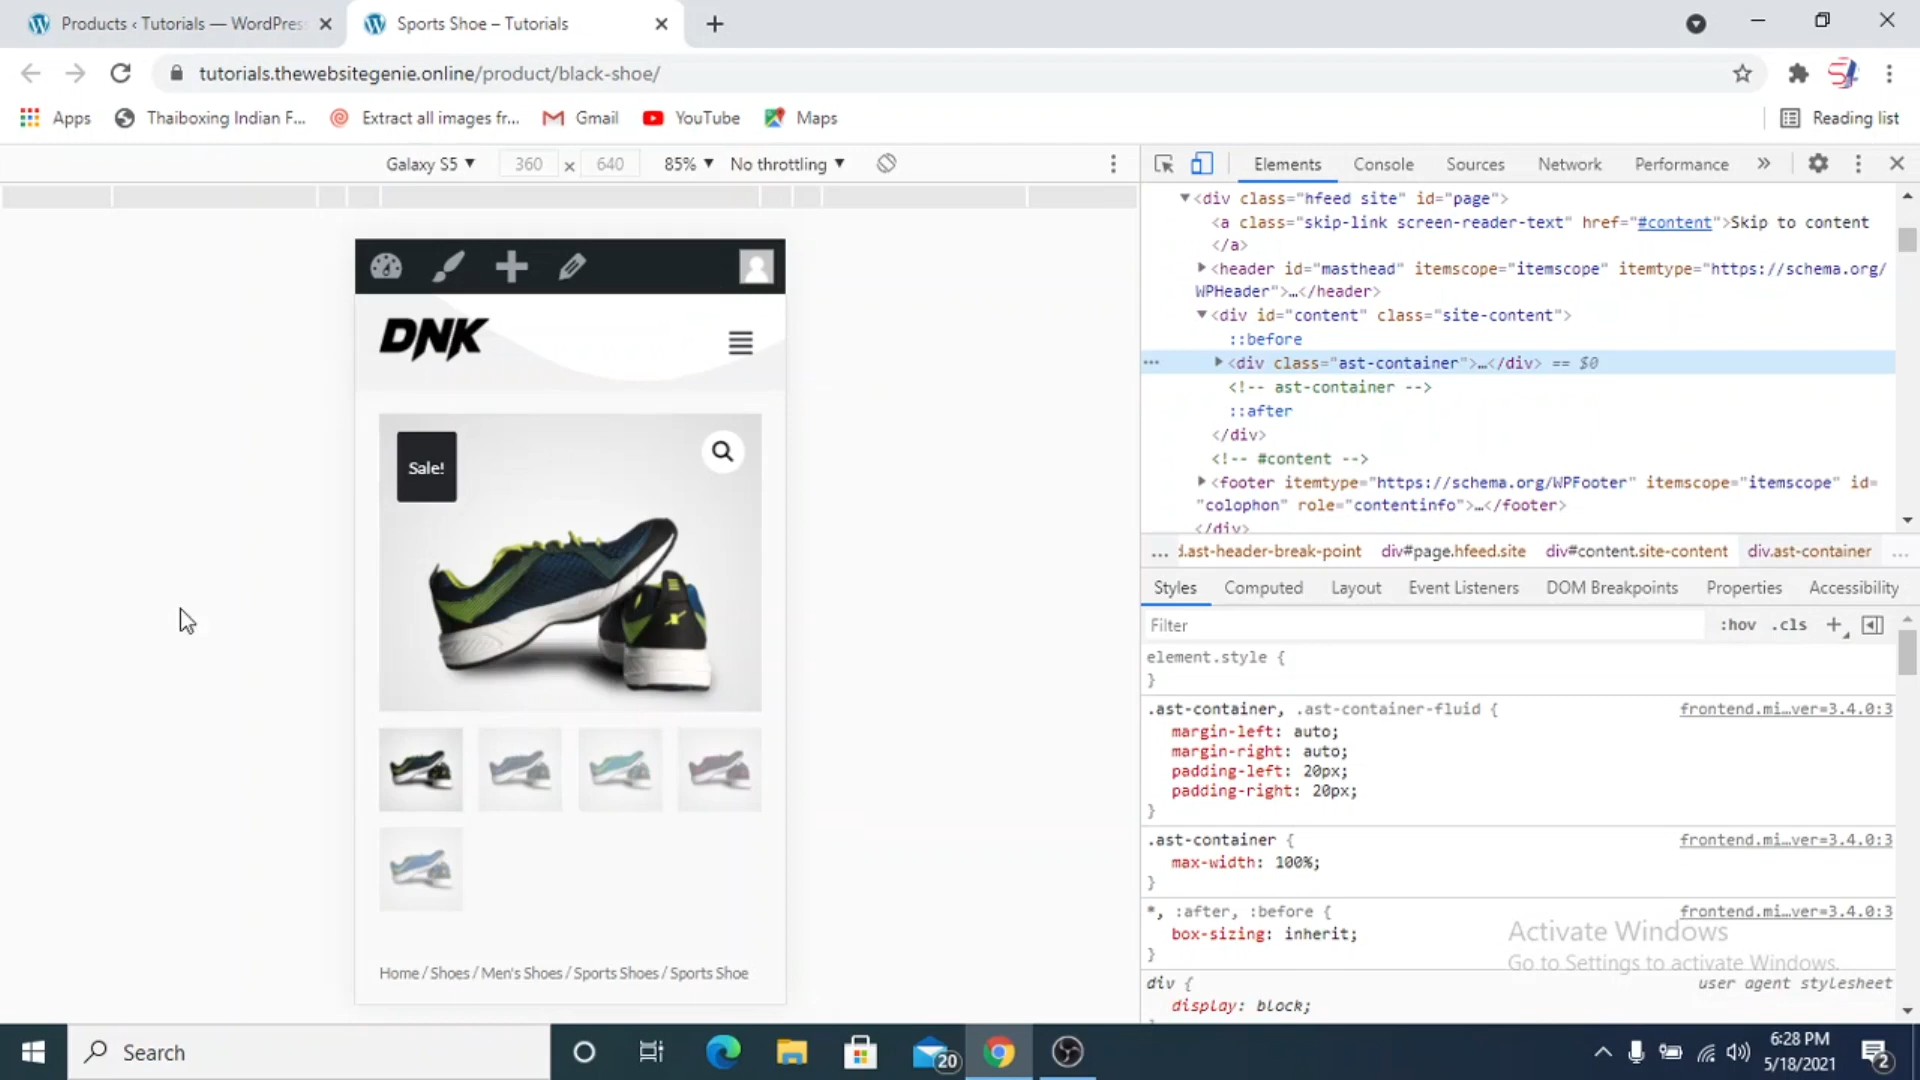 Products ‹ Tutorials — WordPres
Sports Shoe – Tutorials
tutorials.thewebsitegenie.online/product/black-shoe/
Apps
Thaiboxing Indian F...
Extract all images fr...
Gmail
YouTube
Maps
Reading list
Galaxy S5 ▼ 360 x 640 85% ▼ No throttling ▼
Elements Console Sources Network Performance »
▼<div class="hfeed site" id="page">
<a class="skip-link screen-reader-text" href="#content">Skip to content
</a>
▶<header id="masthead" itemscope="itemscope" itemtype="https://schema.org/
WPHeader">…</header>
▼<div id="content" class="site-content">
::before
▶<div class="ast-container">…</div> == $0
<!-- ast-container -->
::after
</div>
<!-- #content -->
▶<footer itemtype="https://schema.org/WPFooter" itemscope="itemscope" id=
"colophon" role="contentinfo">…</footer>
</div>
... d.ast-header-break-point div#page.hfeed.site div#content.site-content div.ast-container ...
Styles Computed Layout Event Listeners DOM Breakpoints Properties Accessibility
Filter :hov .cls +
element.style {
}
.ast-container, .ast-container-fluid { frontend.mi…ver=3.4.0:3
margin-left: auto;
margin-right: auto;
padding-left: 20px;
padding-right: 20px;
}
.ast-container { frontend.mi…ver=3.4.0:3
max-width: 100%;
}
*, :after, :before { frontend.mi…ver=3.4.0:3
box-sizing: inherit;
}
div { user agent stylesheet
display: block;
DNK
Sale!
Home / Shoes / Men's Shoes / Sports Shoes / Sports Shoe
Activate Windows
Go to Settings to activate Windows.
Search
20
6:28 PM
5/18/2021
2